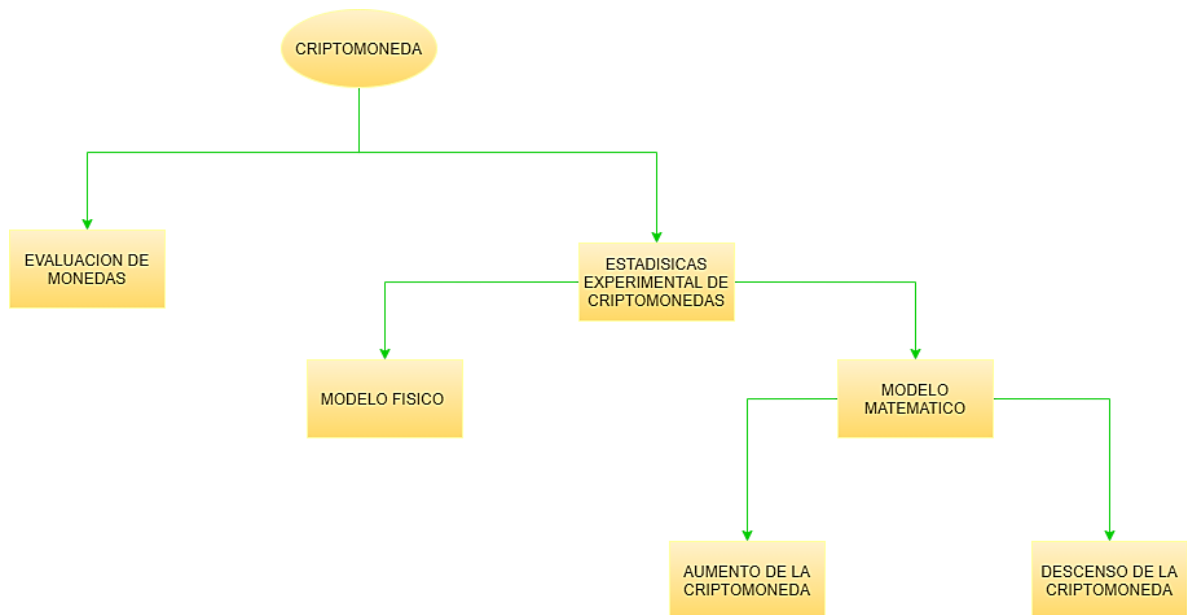 CRIPTOMONEDA
EVALUACION DE
MONEDAS
ESTADISICAS
EXPERIMENTAL DE
CRIPTOMONEDAS
MODELO FISICO
MODELO
MATEMATICO
AUMENTO DE LA
CRIPTOMONEDA
DESCENSO DE LA
CRIPTOMONEDA